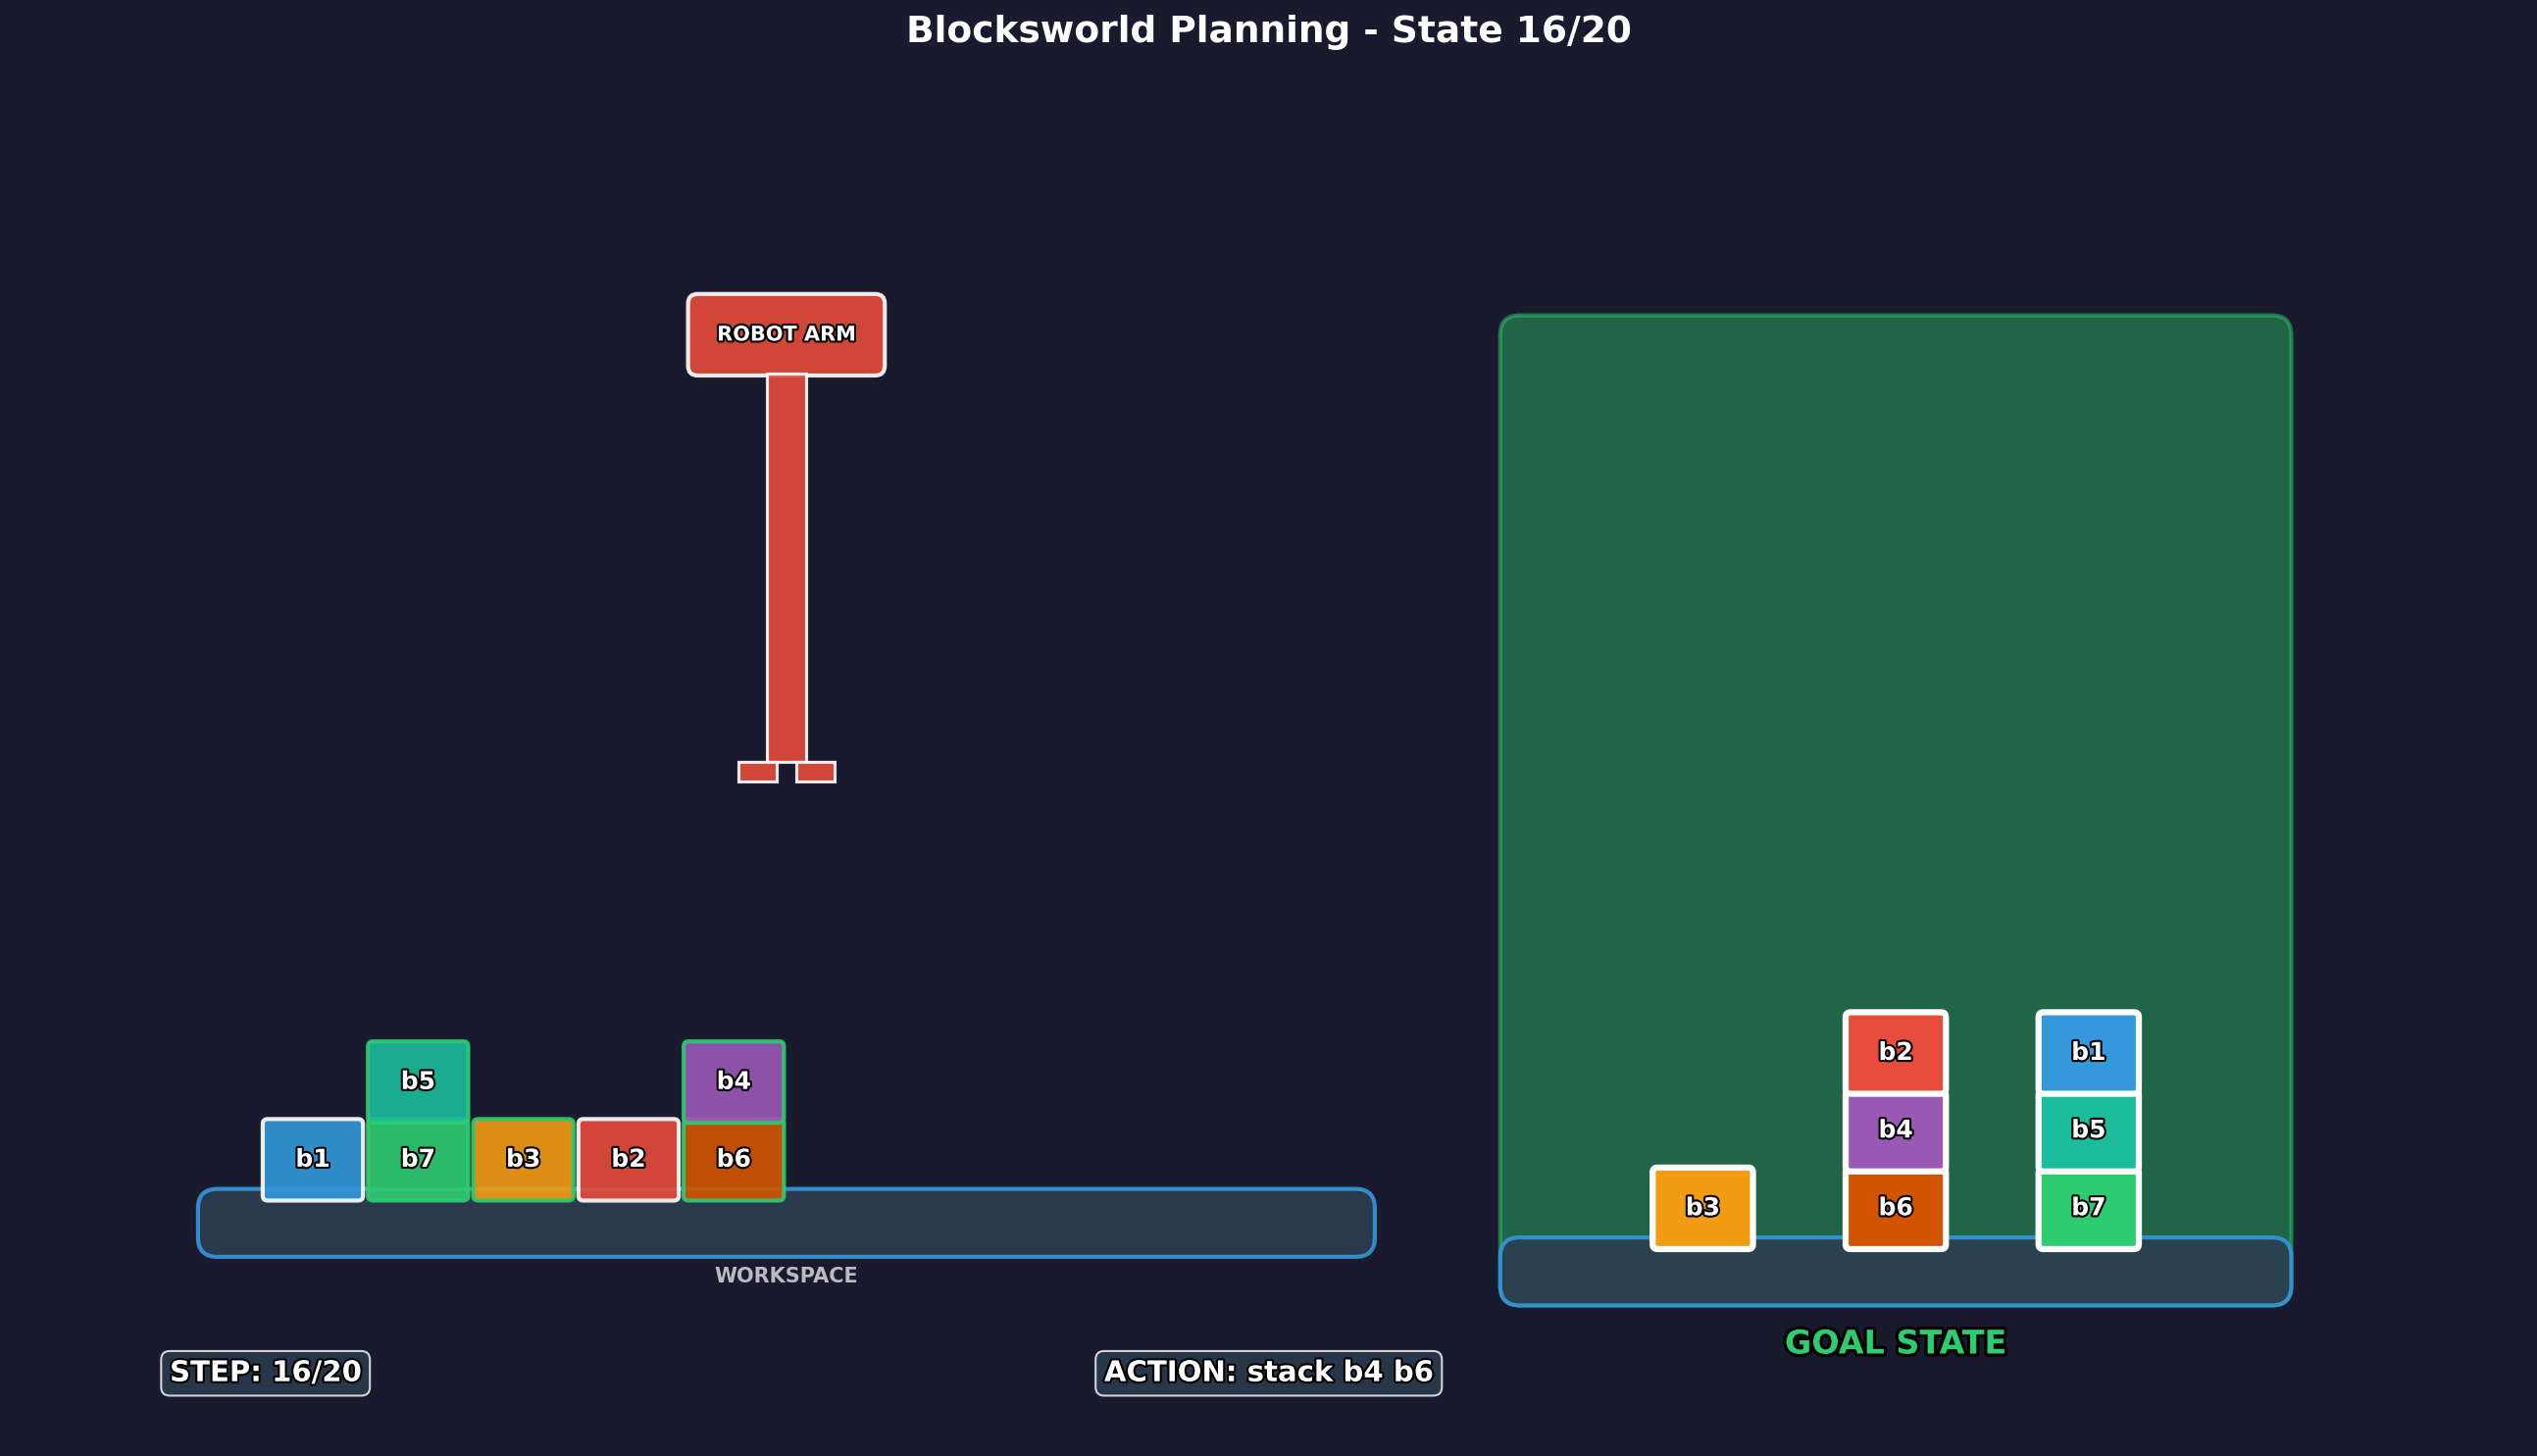 Blocksworld Planning - State 16/20
ROBOT ARM
b5
b4
b1
b7
b3
b2
b6
WORKSPACE
b2
b1
b4
b5
b3
b6
b7
GOAL STATE
STEP: 16/20
ACTION: stack b4 b6